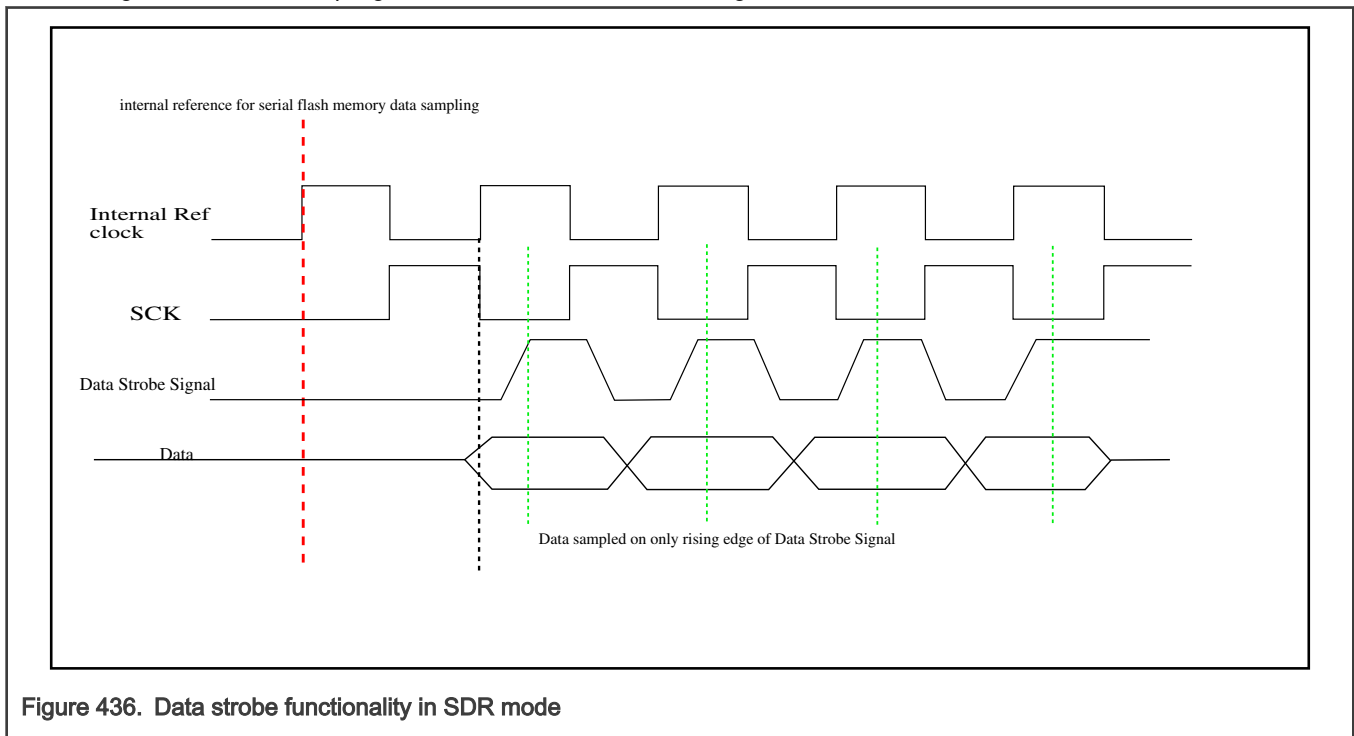 internal reference for serial flash memory data sampling
Internal Ref
clock
SCK
Data Strobe Signal
Data
Data sampled on only rising edge of Data Strobe Signal
Figure 436. Data strobe functionality in SDR mode